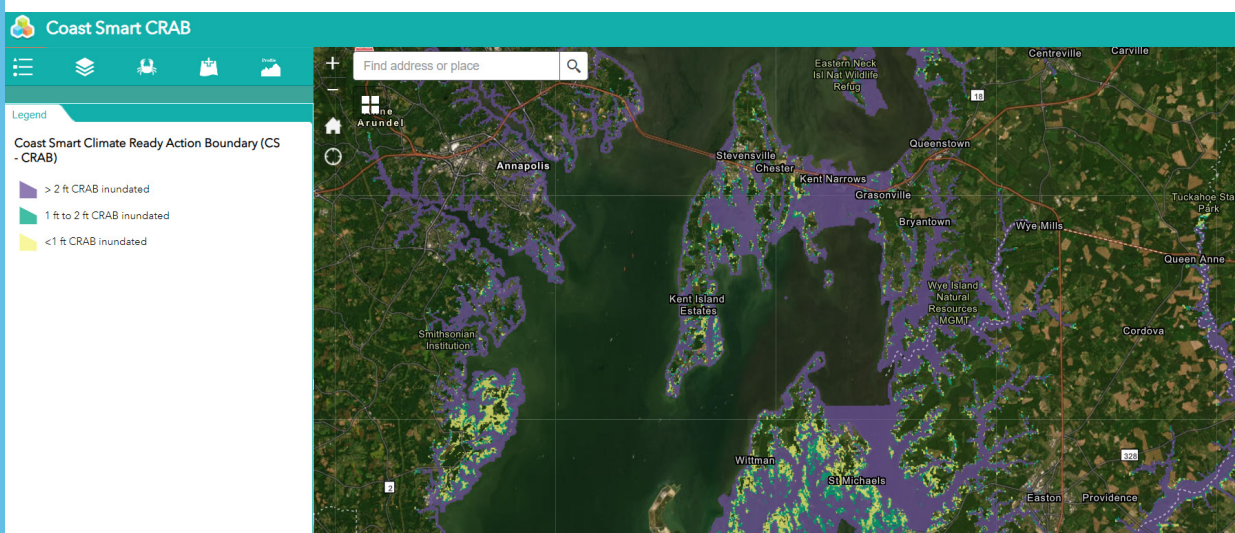 Coast Smart CRAB
Profile
Legend
Coast Smart Climate Ready Action Boundary (CS
- CRAB)
> 2 ft CRAB inundated
1 ft to 2 ft CRAB inundated
<1 ft CRAB inundated
Find address or place
Arundel
Annapolis
Eastern Neck
Isl Nat Wildlife
Refug
Centreville
Carville
18
Queenstown
Stevensville
Chester
Kent Narrows
Grasonville
Tuckahoe Sta
Park
Bryantown
Wye Mills
Queen Anne
Kent Island
Estates
Wye Island
Natural
Resources
MGMT
Smithsonian
Institution
Cordova
Wittman
St Michaels
328
2
Easton
Providence